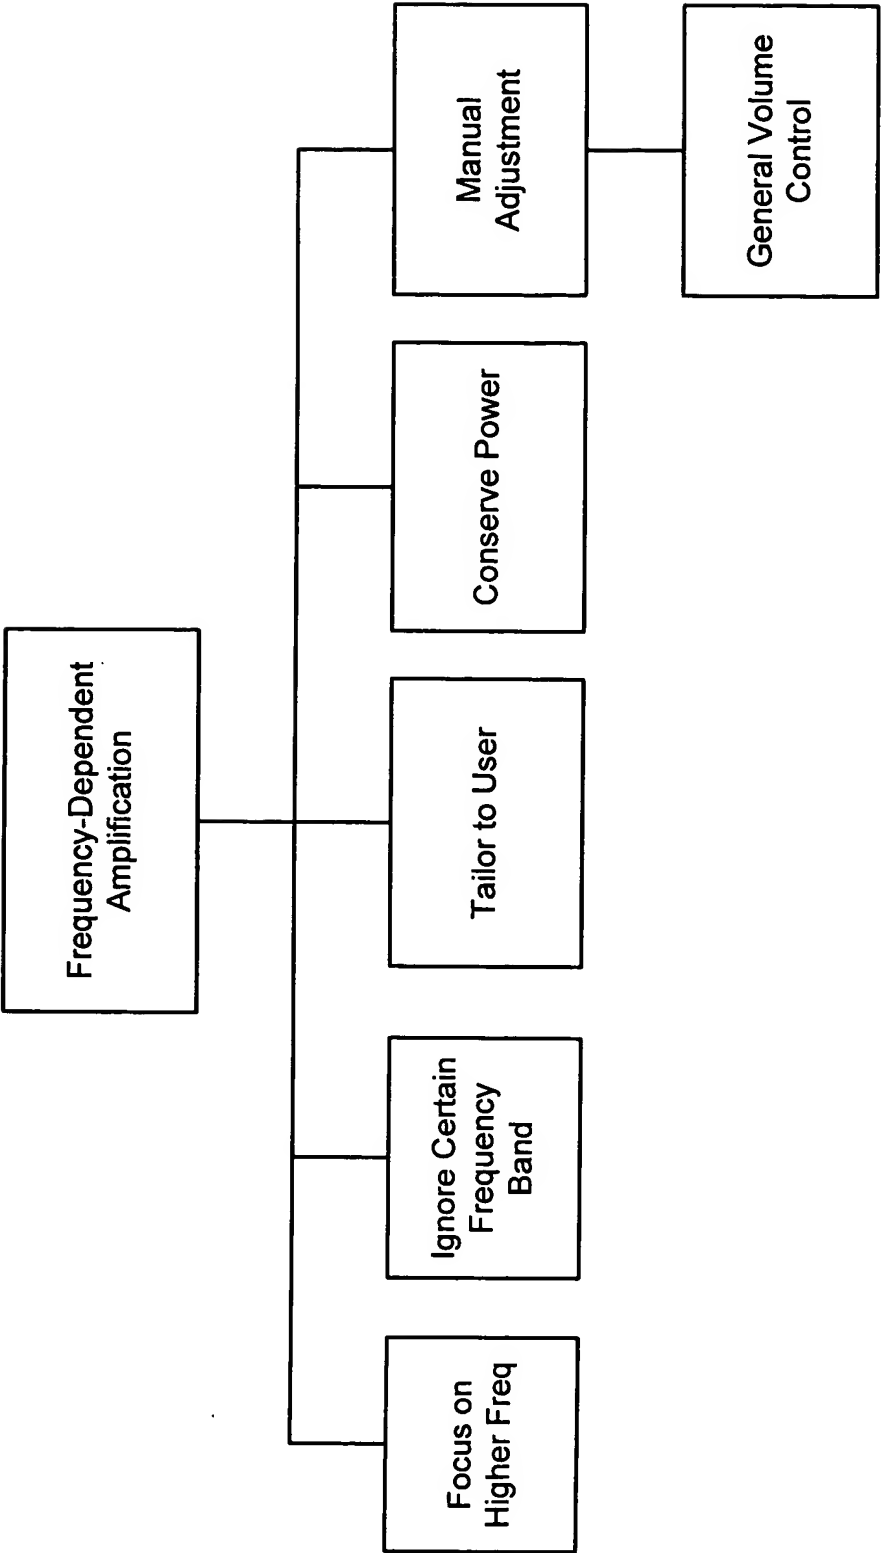 Frequency-Dependent
Amplification
Focus on
Higher Freq
Ignore Certain
Frequency
Band
Tailor to User
Conserve Power
Manual
Adjustment
General Volume
Control